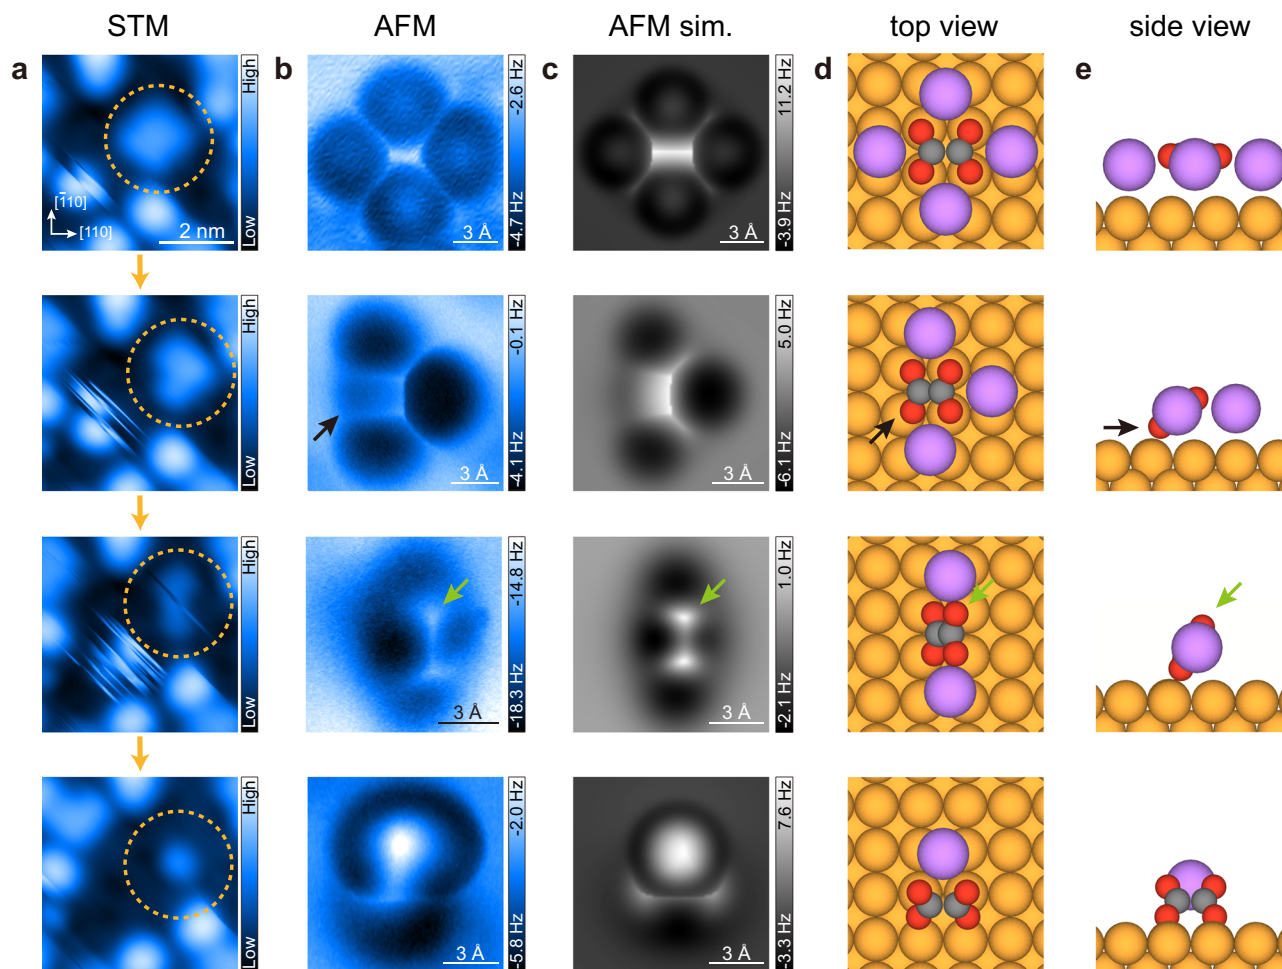 STM AFM AFM sim. top view side view
a b c d e
High -2.6 Hz 11.2 Hz
[1̄10]
[110]
2 nm 3 Å 3 Å
Low -4.7 Hz -3.9 Hz
High -0.1 Hz 5.0 Hz
3 Å 3 Å
Low -4.1 Hz -6.1 Hz
High -14.8 Hz 1.0 Hz
3 Å 3 Å
Low -18.3 Hz -2.1 Hz
High -2.0 Hz 7.6 Hz
3 Å 3 Å
Low -5.8 Hz -3.3 Hz